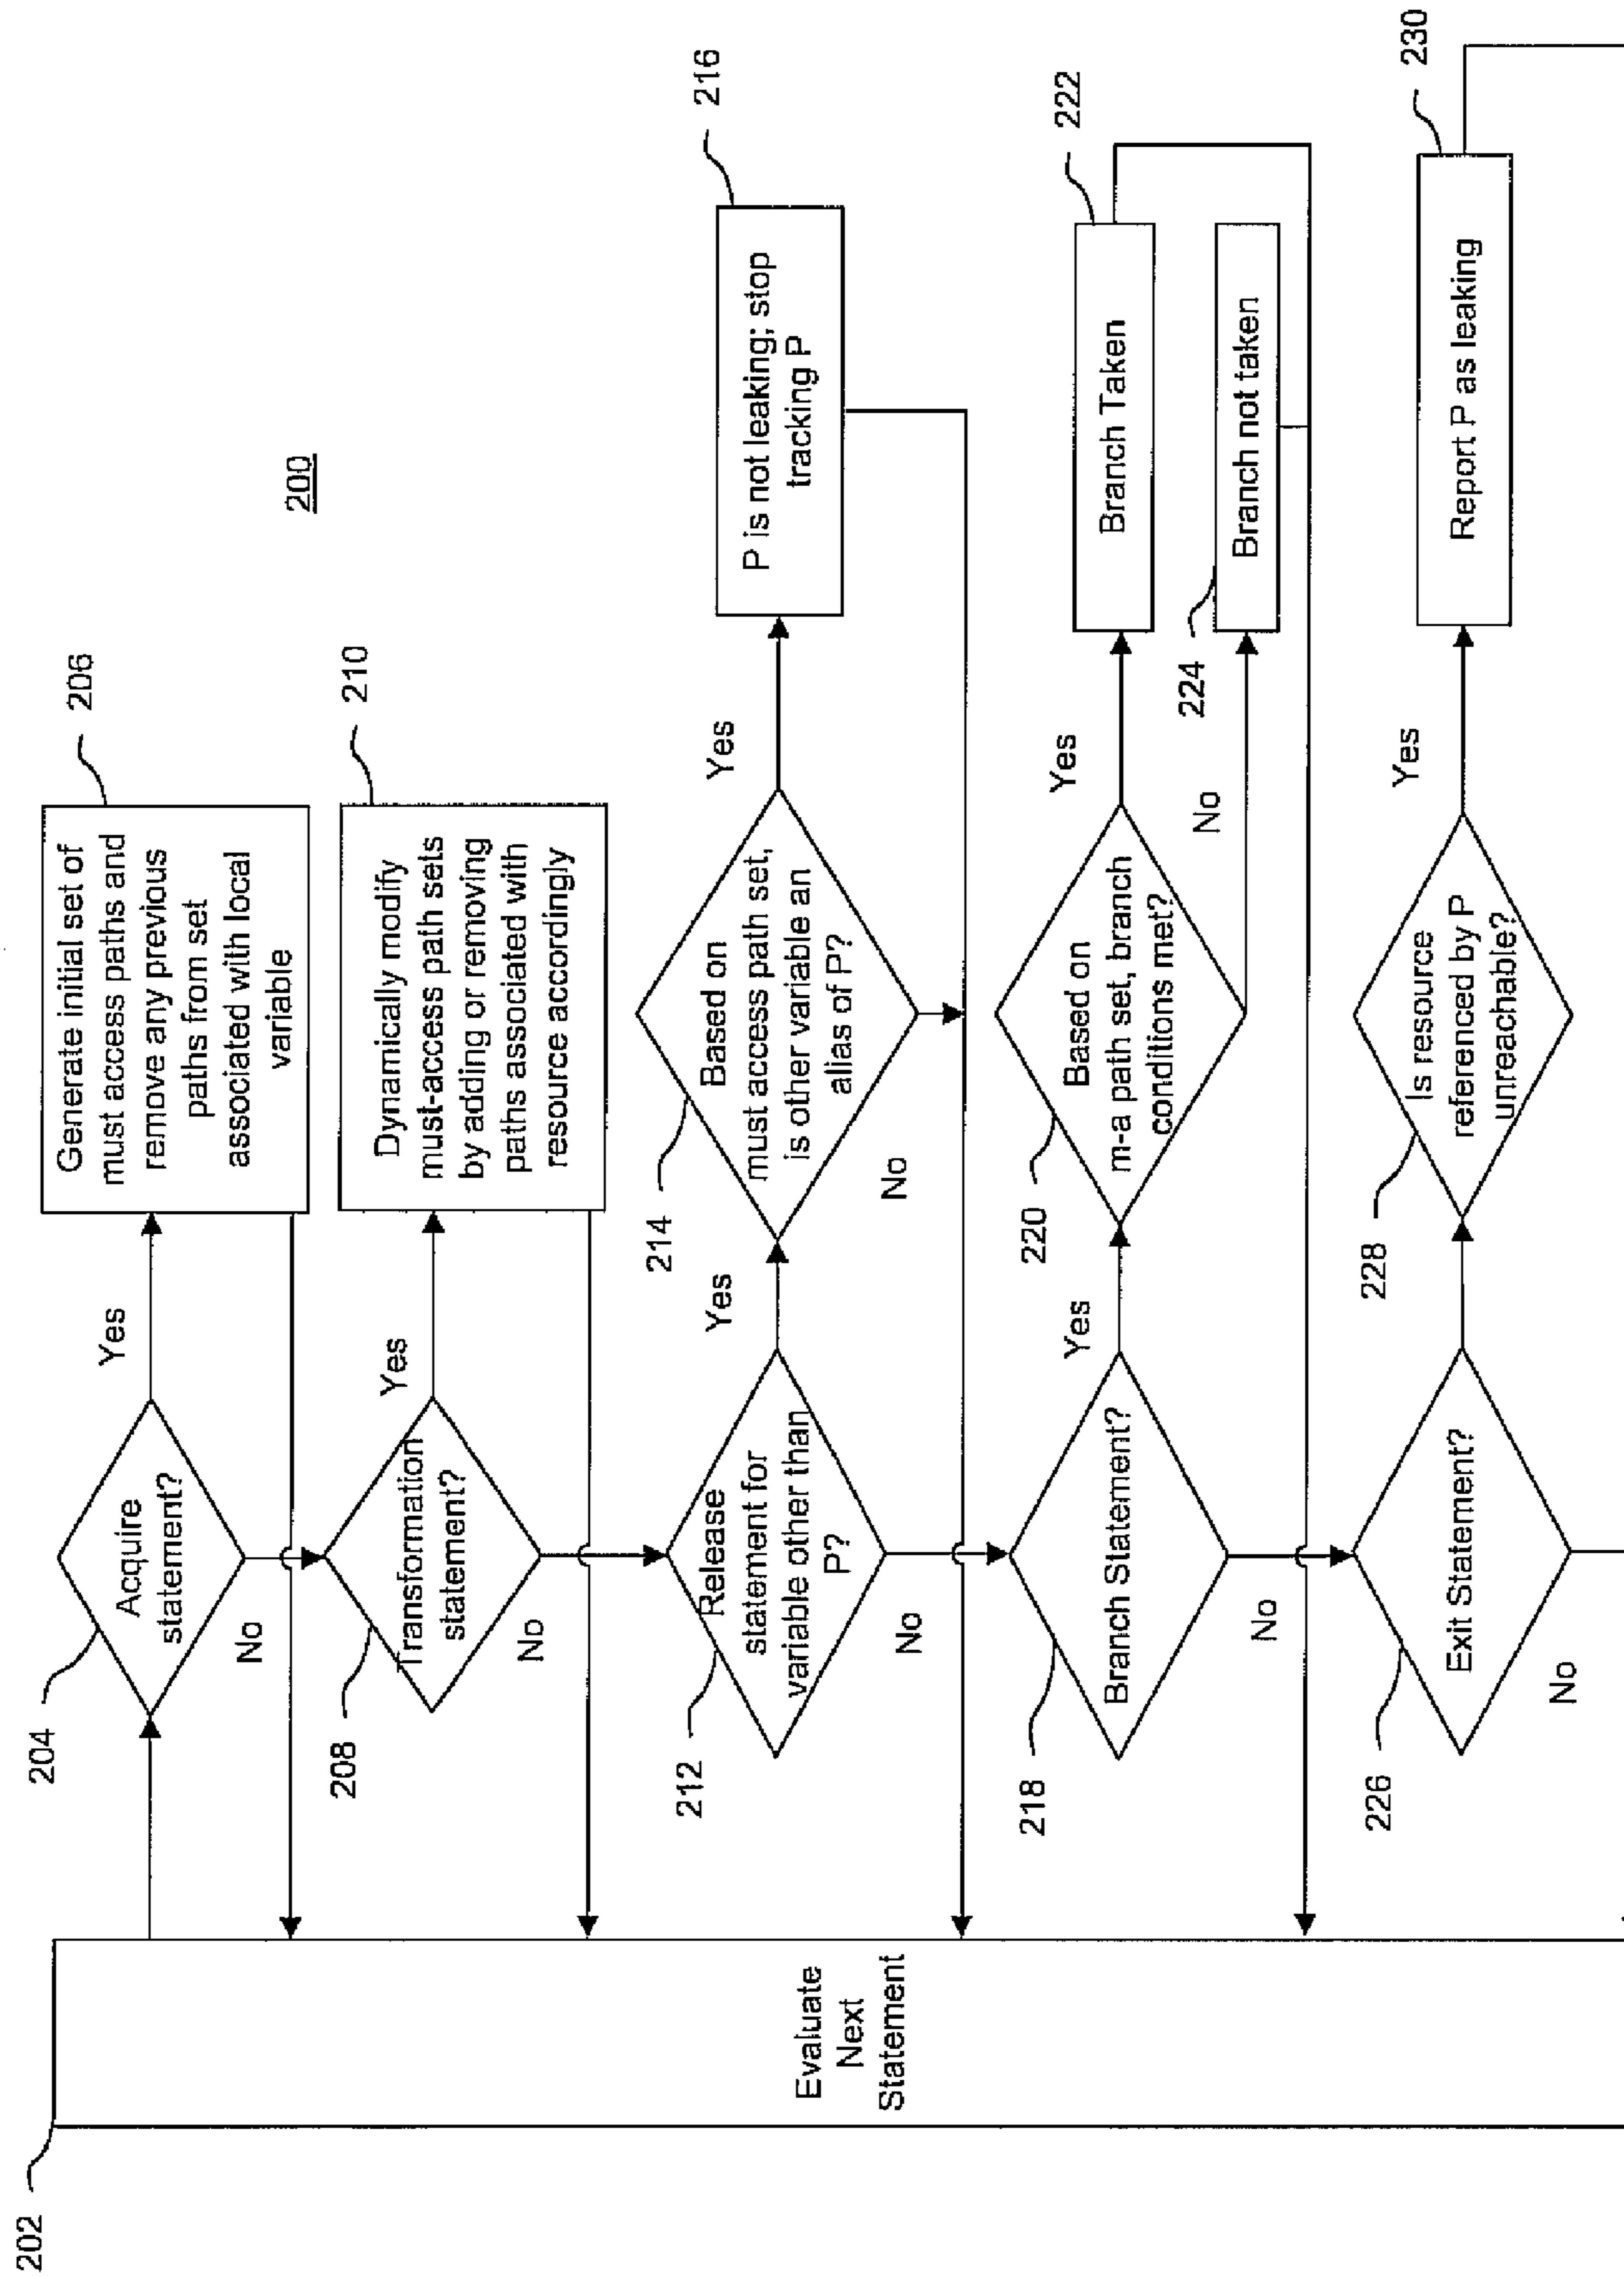 200
202
Evaluate
Next
Statement
204
Acquire
statement?
Yes
No
206
Generate initial set of
must access paths and
remove any previous
paths from set
associated with local
variable
208
Transformation
statement?
Yes
No
210
Dynamically modify
must-access path sets
by adding or removing
paths associated with
resource accordingly
212
Release
statement for
variable other than
P?
Yes
No
214
Based on
must access path set,
is other variable an
alias of P?
Yes
No
216
P is not leaking; stop
tracking P
218
Branch Statement?
Yes
No
220
Based on
m-a path set, branch
conditions met?
Yes
No
222
Branch Taken
224
Branch not taken
226
Exit Statement?
No
228
Is resource
referenced by P
unreachable?
Yes
230
Report P as leaking